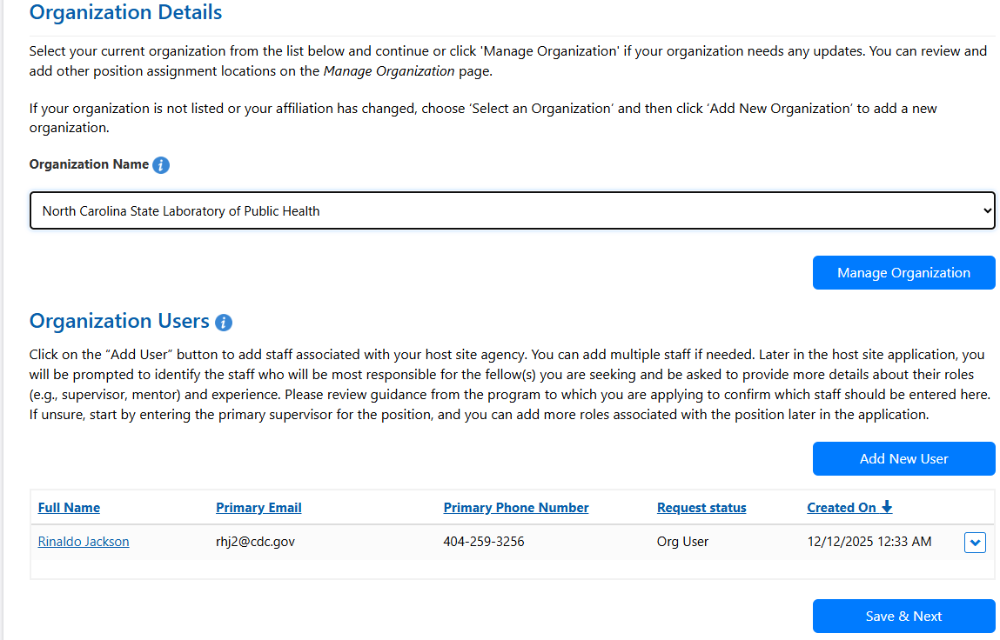 Organization Details
Select your current organization from the list below and continue or click 'Manage Organization' if your organization needs any updates. You can review and
add other position assignment locations on the Manage Organization page.
If your organization is not listed or your affiliation has changed, choose ‘Select an Organization’ and then click ‘Add New Organization’ to add a new
organization.
Organization Name
North Carolina State Laboratory of Public Health
Manage Organization
Organization Users
Click on the “Add User” button to add staff associated with your host site agency. You can add multiple staff if needed. Later in the host site application, you
will be prompted to identify the staff who will be most responsible for the fellow(s) you are seeking and be asked to provide more details about their roles
(e.g., supervisor, mentor) and experience. Please review guidance from the program to which you are applying to confirm which staff should be entered here.
If unsure, start by entering the primary supervisor for the position, and you can add more roles associated with the position later in the application.
Add New User
Full Name Primary Email Primary Phone Number Request status Created On
Rinaldo Jackson rhj2@cdc.gov 404-259-3256 Org User 12/12/2025 12:33 AM
Save & Next